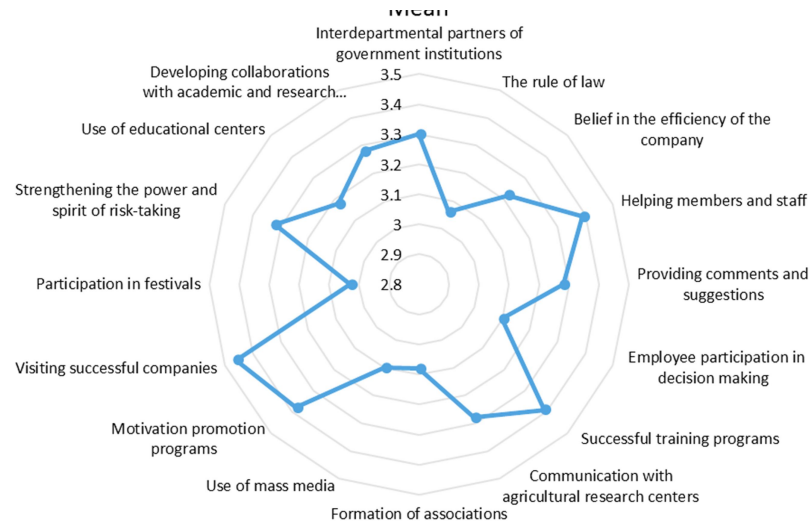 Mean
Interdepartmental partners of
government institutions
The rule of law
Belief in the efficiency of the
company
Helping members and staff
Providing comments and
suggestions
Employee participation in
decision making
Successful training programs
Communication with
agricultural research centers
Formation of associations
Use of mass media
Motivation promotion
programs
Visiting successful companies
Participation in festivals
Strengthening the power and
spirit of risk-taking
Use of educational centers
Developing collaborations
with academic and research...
3.5
3.4
3.3
3.2
3.1
3
2.9
2.8